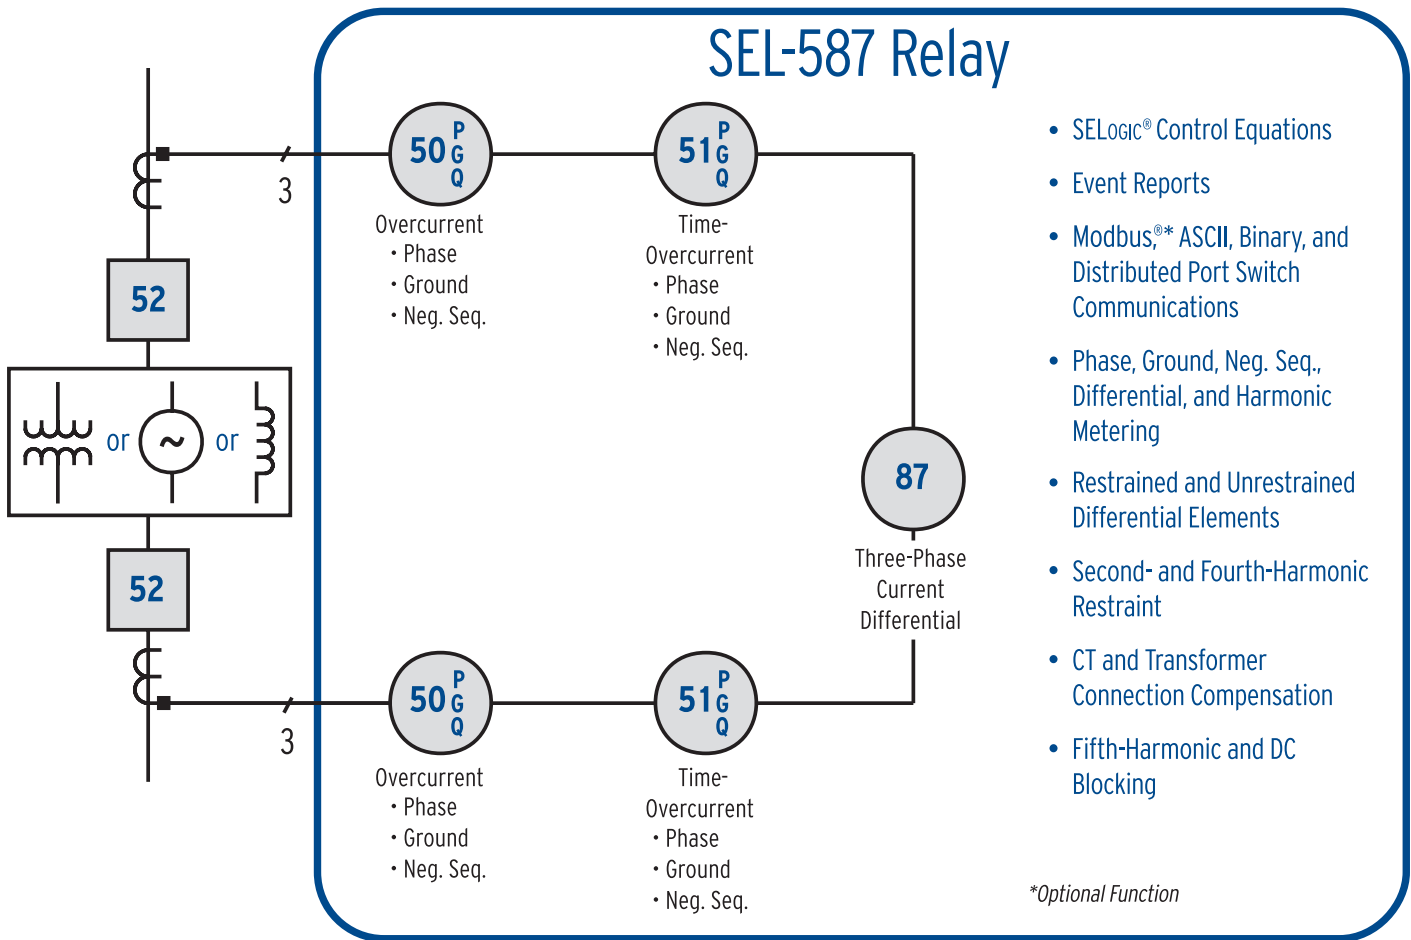 SEL-587 Relay
3
50 P G Q
Overcurrent
• Phase
• Ground
• Neg. Seq.
51 P G Q
Time-
Overcurrent
• Phase
• Ground
• Neg. Seq.
52
or
~
or
52
87
Three-Phase
Current
Differential
3
50 P G Q
Overcurrent
• Phase
• Ground
• Neg. Seq.
51 P G Q
Time-
Overcurrent
• Phase
• Ground
• Neg. Seq.
• SELOGIC® Control Equations
• Event Reports
• Modbus,®* ASCII, Binary, and
Distributed Port Switch
Communications
• Phase, Ground, Neg. Seq.,
Differential, and Harmonic
Metering
• Restrained and Unrestrained
Differential Elements
• Second- and Fourth-Harmonic
Restraint
• CT and Transformer
Connection Compensation
• Fifth-Harmonic and DC
Blocking
*Optional Function